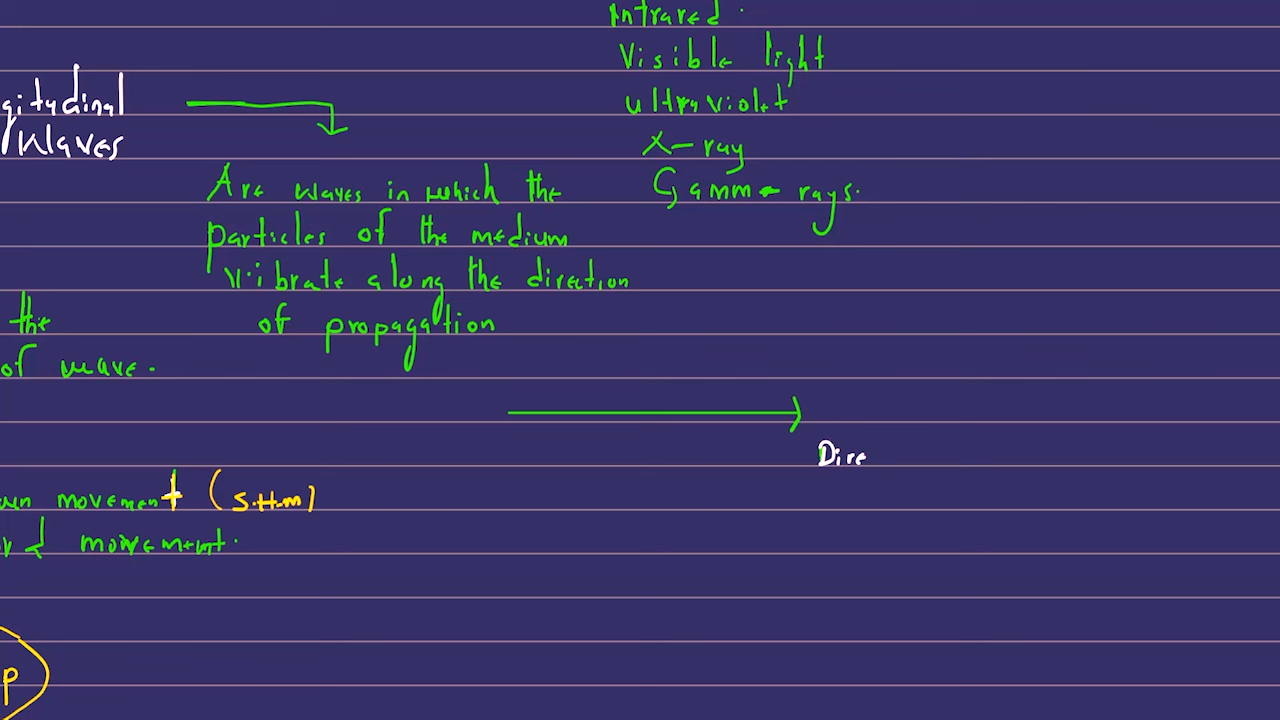 Infrared.
Visible light
ultraviolet
X-ray
Gamma rays.
gitudinal
Waves
Are waves in which the
particles of the medium
vibrate along the direction
of propagation
the
of wave.
Dire
wn movement (S.H.M)
movement.
P